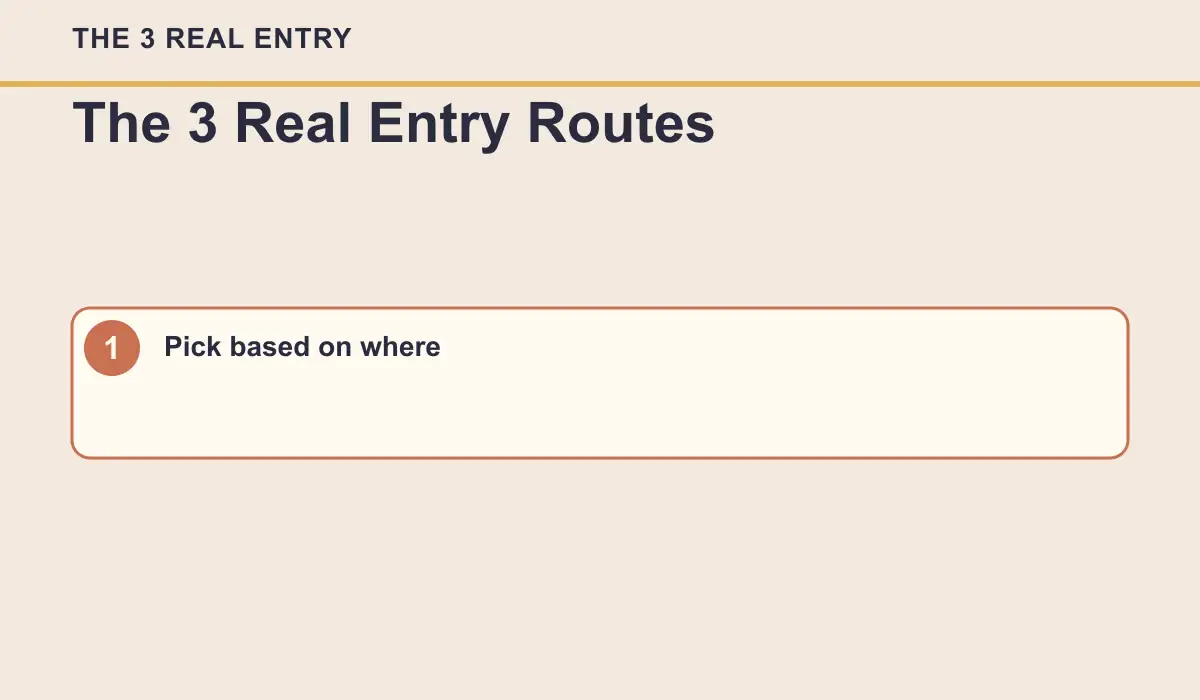 THE 3 REAL ENTRY
The 3 Real Entry Routes
1
Pick based on where